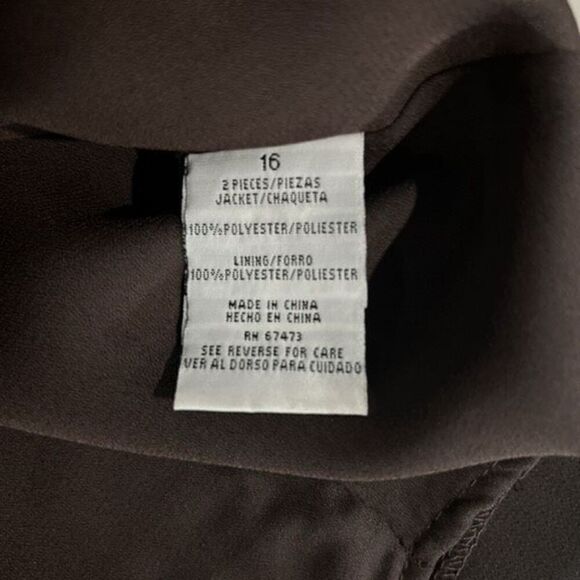 16
2 PIECES/PIEZAS
JACKET/CHAQUETA
100%POLYESTER/POLIESTER
LINING/FORRO
100%POLYESTER/POLIESTER
MADE IN CHINA
HECHO EN CHINA
RN 67473
SEE REVERSE FOR CARE
VER AL DORSO PARA CUIDADO